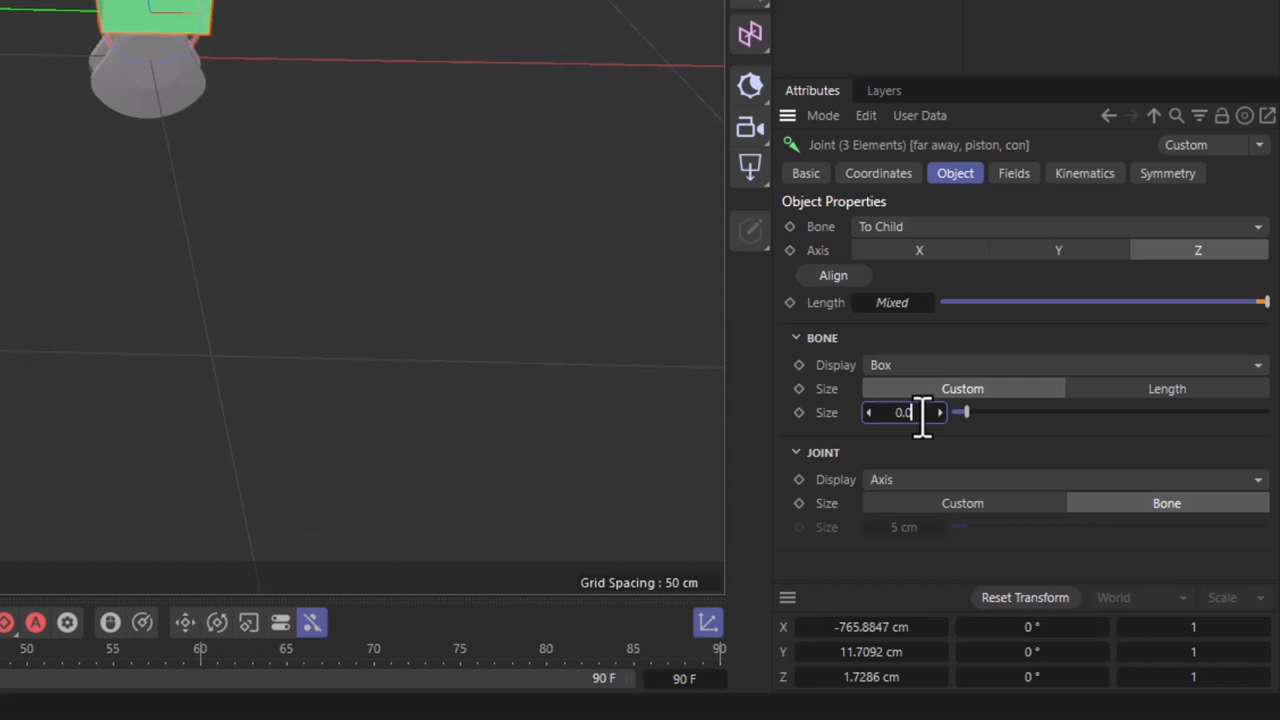 Attributes Layers
Mode Edit User Data
Joint (3 Elements) [far away, piston, con] Custom
Basic Coordinates Object Fields Kinematics Symmetry
Object Properties
Bone To Child
Axis X Y Z
Align
Length Mixed
BONE
Display Box
Size Custom Length
Size 0.0
JOINT
Display Axis
Size Custom Bone
Size 5 cm
Grid Spacing : 50 cm
Reset Transform World Scale
A
X -765.8847 cm 0 ° 1
50 55 60 65 70 75 80 85 90
Y 11.7092 cm 0 ° 1
90 F 90 F
Z 1.7286 cm 0 ° 1